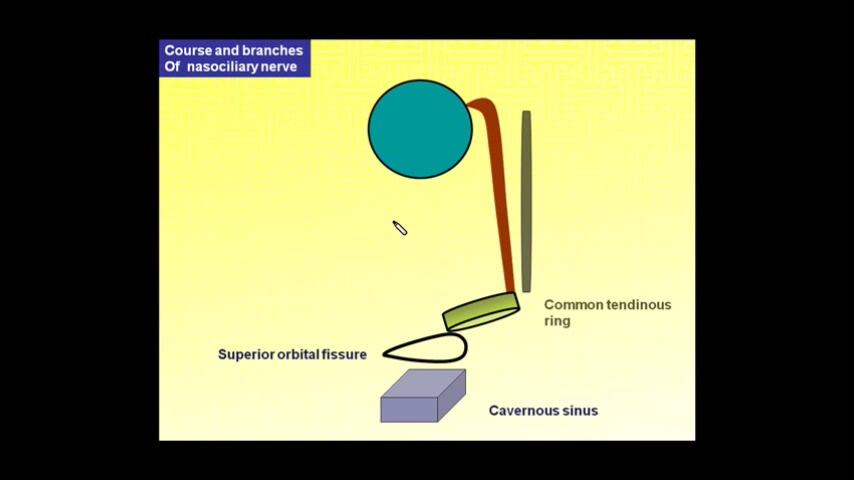 Course and branches
Of nasociliary nerve
Common tendinous
ring
Superior orbital fissure
Cavernous sinus